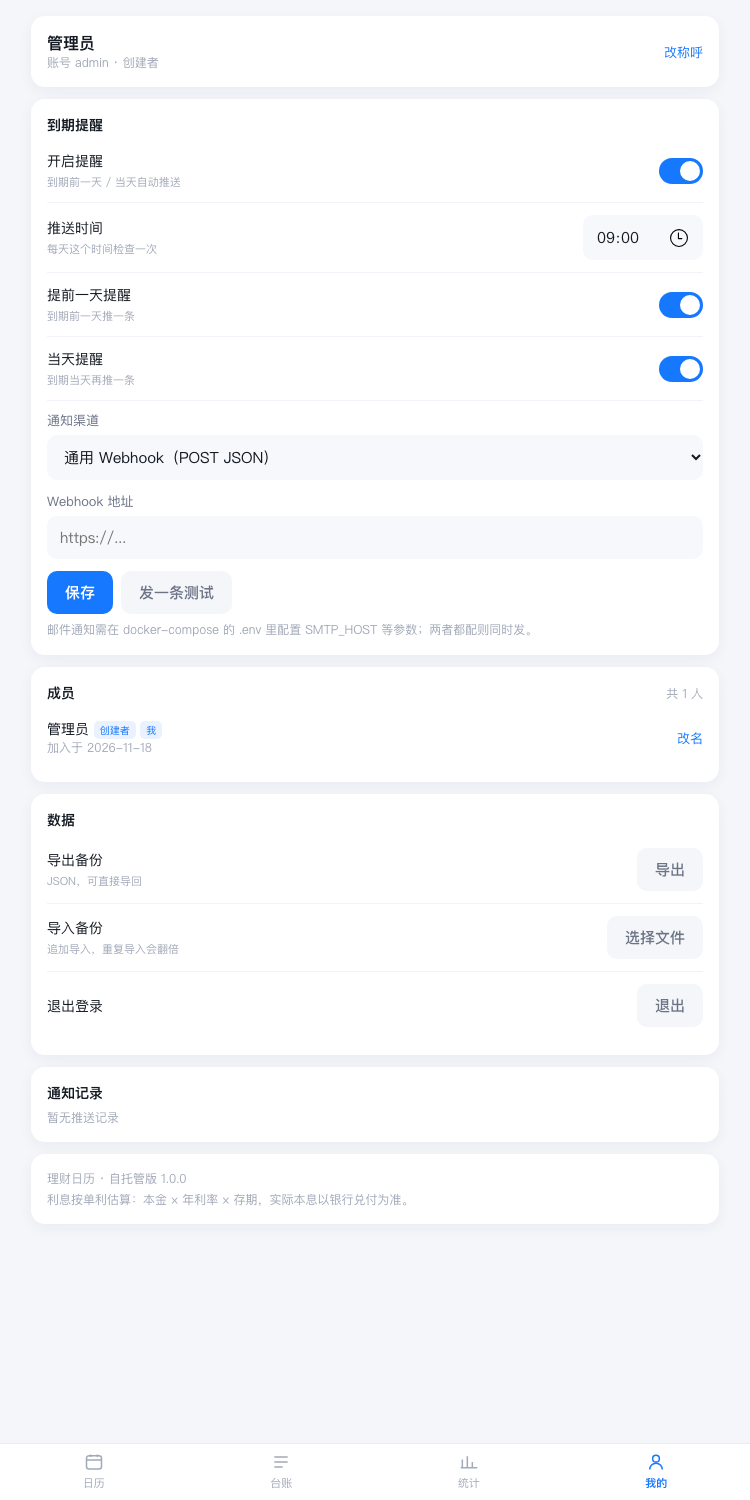 管理员
账号 admin · 创建者
改称呼
到期提醒
开启提醒
到期前一天 / 当天自动推送
推送时间
每天这个时间检查一次
09:00
提前一天提醒
到期前一天推一条
当天提醒
到期当天再推一条
通知渠道
通用 Webhook（POST JSON）
Webhook 地址
https://...
保存
发一条测试
邮件通知需在 docker-compose 的 .env 里配置 SMTP_HOST 等参数；两者都配则同时发。
成员
共 1 人
管理员 创建者 我
加入于 2026-11-18
改名
数据
导出备份
JSON，可直接导回
导出
导入备份
追加导入，重复导入会翻倍
选择文件
退出登录
退出
通知记录
暂无推送记录
理财日历 · 自托管版 1.0.0
利息按单利估算：本金 × 年利率 × 存期，实际本息以银行兑付为准。
日历
台账
统计
我的